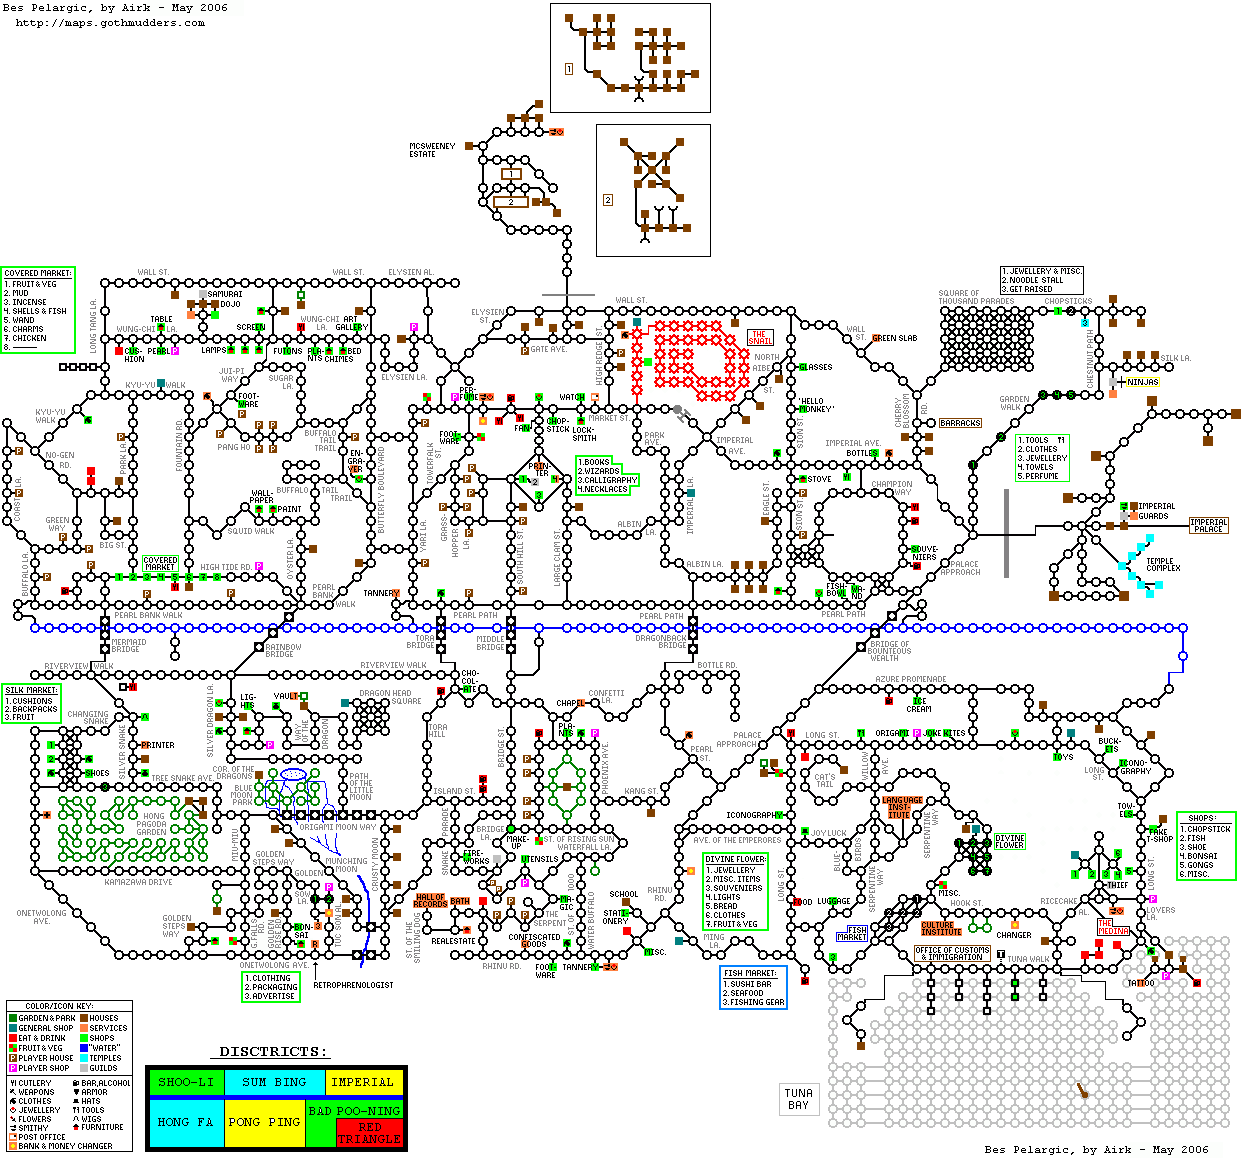 Bes Pelargic, by Airk - May 2006
http://maps.gothmudders.com
1
MCSWEENEY
ESTATE
1
2
2
COVERED MARKET:
1. FRUIT & VEG
2. MUD
3. INCENSE
4. SHELLS & FISH
5. WAND
6. CHARMS
7. CHICKEN
8. ———
WALL ST.
WALL ST.
ELYSIEN AL.
LONG TANG LA.
SAMURAI
DOJO
TABLE
WUNG-CHI LA.
SCREEN
WUNG-CHI
LA.
ART
GALLERY
CUS-
HION
PEARL
LAMPS
FUTONS
PLA-
NTS
BED
CHIMES
ELYSIEN
ST.
GATE AVE.
WALL ST.
HIGH RIDGE ST.
THE
SNAIL
NORTH
AIBE
ST.
GLASSES
WALL
ST.
GREEN SLAB
1. JEWELLERY & MISC.
2. NOODLE STALL
3. GET RAISED
SQUARE OF
THOUSAND PARADES
CHOPSTICKS
CHESTNUT PATH
SILK LA.
NINJAS
GARDEN
WALK
KYU-YU WALK
JUI-PI
WAY
SUGAR
LA.
ELYSIEN LA.
KYU-YU
WALK
FOOT-
WARE
PER-
FUME
WATCH
MARKET ST.
FAN
CHOP-
STICK
LOCK-
SMITH
PARK
AVE.
'HELLO
MONKEY'
SION ST.
IMPERIAL
AVE.
IMPERIAL AVE.
BOTTLES
CHERRY
BLOSSOM
RD.
BARRACKS
1. TOOLS
2. CLOTHES
3. JEWELLERY
4. TOWELS
5. PERFUME
NO-GEN
RD.
COAST LA.
PARK LA.
FOUNTAIN RD.
PANG HO
BUFFALO
TAIL
TRAIL
EN-
GRA-
VER
BUFFALO TAIL
TRAIL
BUTTERFLY BOULEVARD
FOOT-
WARE
TOWERFALK ST.
PRIN-
TER
1. BOOKS
2. WIZARDS
3. CALLIGRAPHY
4. NECKLACES
STOVE
CHAMPION
WAY
WALL-
PAPER
PAINT
GREEN
WAY
SQUID WALK
BIG ST.
YARI LA.
GRASS-
HOPPER
LA.
SOUTH HILL ST.
LARGE CLAM ST.
ALBIN
LA.
IMPERIAL LA.
EAGLE ST.
SION ST.
IMPERIAL
GUARDS
IMPERIAL
PALACE
TEMPLE
COMPLEX
BUFFALO LA.
COVERED
MARKET
HIGH TIDE RD.
OYSTER LA.
PEARL
BANK
WALK
TANNERY
ALBIN LA.
SOUVE-
NIERS
FISH-
BOWL
PALACE
APPROACH
PEARL BANK WALK
PEARL PATH
PEARL PATH
PEARL PATH
MERMAID
BRIDGE
RAINBOW
BRIDGE
TORA
BRIDGE
MIDDLE
BRIDGE
DRAGONBACK
BRIDGE
BRIDGE OF
BOUNTEOUS
WEALTH
RIVERVIEW WALK
RIVERVIEW WALK
BOTTLE RD.
AZURE PROMENADE
SILK MARKET:
1. CUSHIONS
2. BACKPACKS
3. FRUIT
CHANGING
SNAKE
SILVER DRAGON LA.
LIG-
HTS
VAULT
WAY
OF THE
DRAGON
DRAGON HEAD
SQUARE
CHO-
COL-
ATE
TORA
HILL
CHAPEL
CONFETTI
LA.
ICE
CREAM
PRINTER
SHOES
SILVER SNAKE
TREE SNAKE AVE.
COR. OF THE
DRAGONS
BLUE
MOON
PARK
PATH
OF THE
LITTLE
MOON
BRIDGE ST.
PLA-
NTS
PHOENIX AVE.
PEARL
ST.
PALACE
APPROACH
LONG ST.
ORIGAMI
JOKE
KITES
CAT'S
TAIL
WILLOW
AVE.
TOYS
BUCK-
ETS
ICONO-
GRAPHY
LONG
ST.
HONG
PAGODA
GARDEN
ORIGAMI MOON WAY
ISLAND ST.
KANG ST.
ICONOGRAPHY
LANGUAGE
INST-
ITUTE
SERPENTINE
WAY
TOW-
ELS
FAKE
T-SHOP
SHOPS:
1. CHOPSTICK
2. FISH
3. SHOE
4. BONSAI
5. GONGS
6. MISC.
MIU-MIU
GOLDEN
STEPS WAY
MUNCHING
MOON
CRUSTY MOON
SNAKE PARADE
BRIDGE
LA.
MAKE-
UP
ST. OF RISING SUN
WATERFALL LA.
FIRE-
WORKS
UTENSILS
AVE. OF THE EMPERORES
JOYLUCK
DIVINE
FLOWER
DIVINE FLOWER:
1. JEWELLERY
2. MISC. ITEMS
3. SOUVENIERS
4. LIGHTS
5. BREAD
6. CLOTHES
7. FRUIT & VEG
KAMAZAWA DRIVE
GOLDEN
SOW
LA.
ONETWOLONG
AVE.
GOLDEN
STEPS
WAY
G. FALLS
RD.
GOLDEN
RISE RD.
BON-
SAI
TUC SON AL.
HALL OF
RECORDS
BATH
REALESTATE
THE
SERPENT
CONFISCATED
GOODS
MA-
GIC
ST. OF 1000
WATER BUFFALO
SCHOOL
STATI-
ONERY
RHINU
RD.
MISC.
MING
LA.
LONG ST.
FOOD
LUGGAGE
BLUE-
BIRDS
SERPENTINE
WAY
MISC.
THIEF
LONG ST.
FISH
MARKET
CULTURE
INSTITUTE
HOOK ST.
CHANGER
RICECAKE
AL.
THE
MEDINA
LOVERS
LA.
ST. OF THE
SMILING DOG
RHINU RD.
FOOT-
WARE
TANNERY
OFFICE OF CUSTOMS
& IMMIGRATION
TUNA WALK
TATTOO
ONETWOLONG AVE.
1. CLOTHING
2. PACKAGING
3. ADVERTISE
RETROPHRENOLOGIST
FISH MARKET:
1. SUSHI BAR
2. SEAFOOD
3. FISHING GEAR
COLOR/ICON KEY:
GARDEN & PARK
HOUSES
GENERAL SHOP
SERVICES
EAT & DRINK
SHOPS
FRUIT & VEG
"WATER"
PLAYER HOUSE
TEMPLES
PLAYER SHOP
GUILDS
CUTLERY
BAR, ALCOHOL
WEAPONS
ARMOR
CLOTHES
HATS
JEWELLERY
TOOLS
FLOWERS
WIGS
SMITHY
FURNITURE
POST OFFICE
BANK & MONEY CHANGER
DISCTRICTS:
SHOO-LI
SUM BING
IMPERIAL
HONG FA
PONG PING
BAD
POO-NING
RED
TRIANGLE
TUNA
BAY
Bes Pelargic, by Airk - May 2006